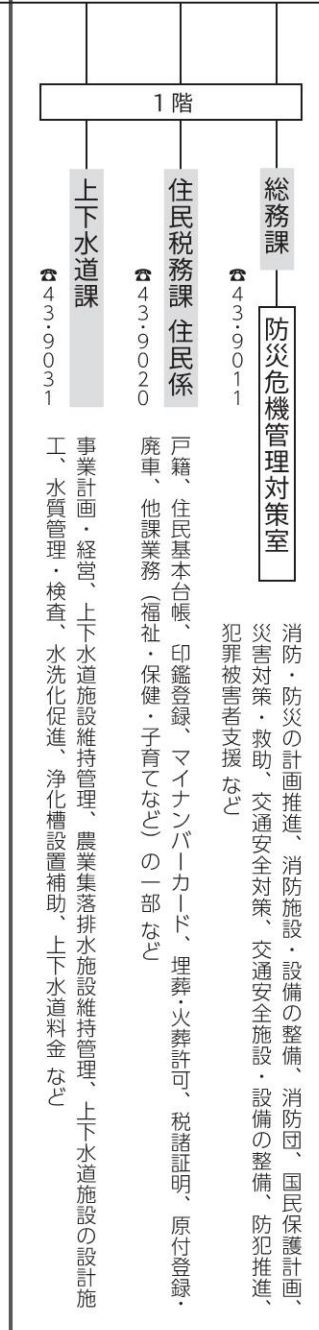 1階
総務課
防災危機管理対策室
☎43・9011
消防・防災の計画推進、消防施設・設備の整備、消防団、国民保護計画、
災害対策・救助、交通安全対策、交通安全施設・設備の整備、防犯推進、
犯罪被害者支援 など
住民税務課 住民係
☎43・9020
戸籍、住民基本台帳、印鑑登録、マイナンバーカード、埋葬・火葬許可、税諸証明、原付登録・
廃車、他課業務（福祉・保健・子育てなど）の一部 など
上下水道課
☎43・9031
事業計画・経営、上下水道施設維持管理、農業集落排水施設維持管理、上下水道施設の設計施
工、水質管理・検査、水洗化促進、浄化槽設置補助、上下水道料金 など